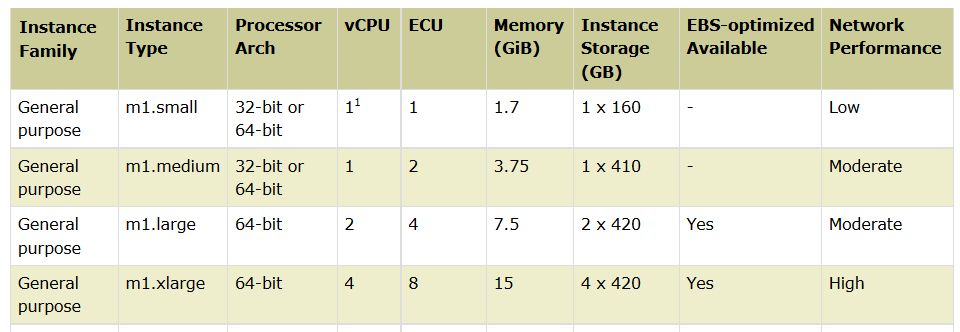 Instance Family | Instance Type | Processor Arch | vCPU | ECU | Memory (GiB) | Instance Storage (GB) | EBS-optimized Available | Network Performance
General purpose | m1.small | 32-bit or 64-bit | 1¹ | 1 | 1.7 | 1 x 160 | - | Low
General purpose | m1.medium | 32-bit or 64-bit | 1 | 2 | 3.75 | 1 x 410 | - | Moderate
General purpose | m1.large | 64-bit | 2 | 4 | 7.5 | 2 x 420 | Yes | Moderate
General purpose | m1.xlarge | 64-bit | 4 | 8 | 15 | 4 x 420 | Yes | High